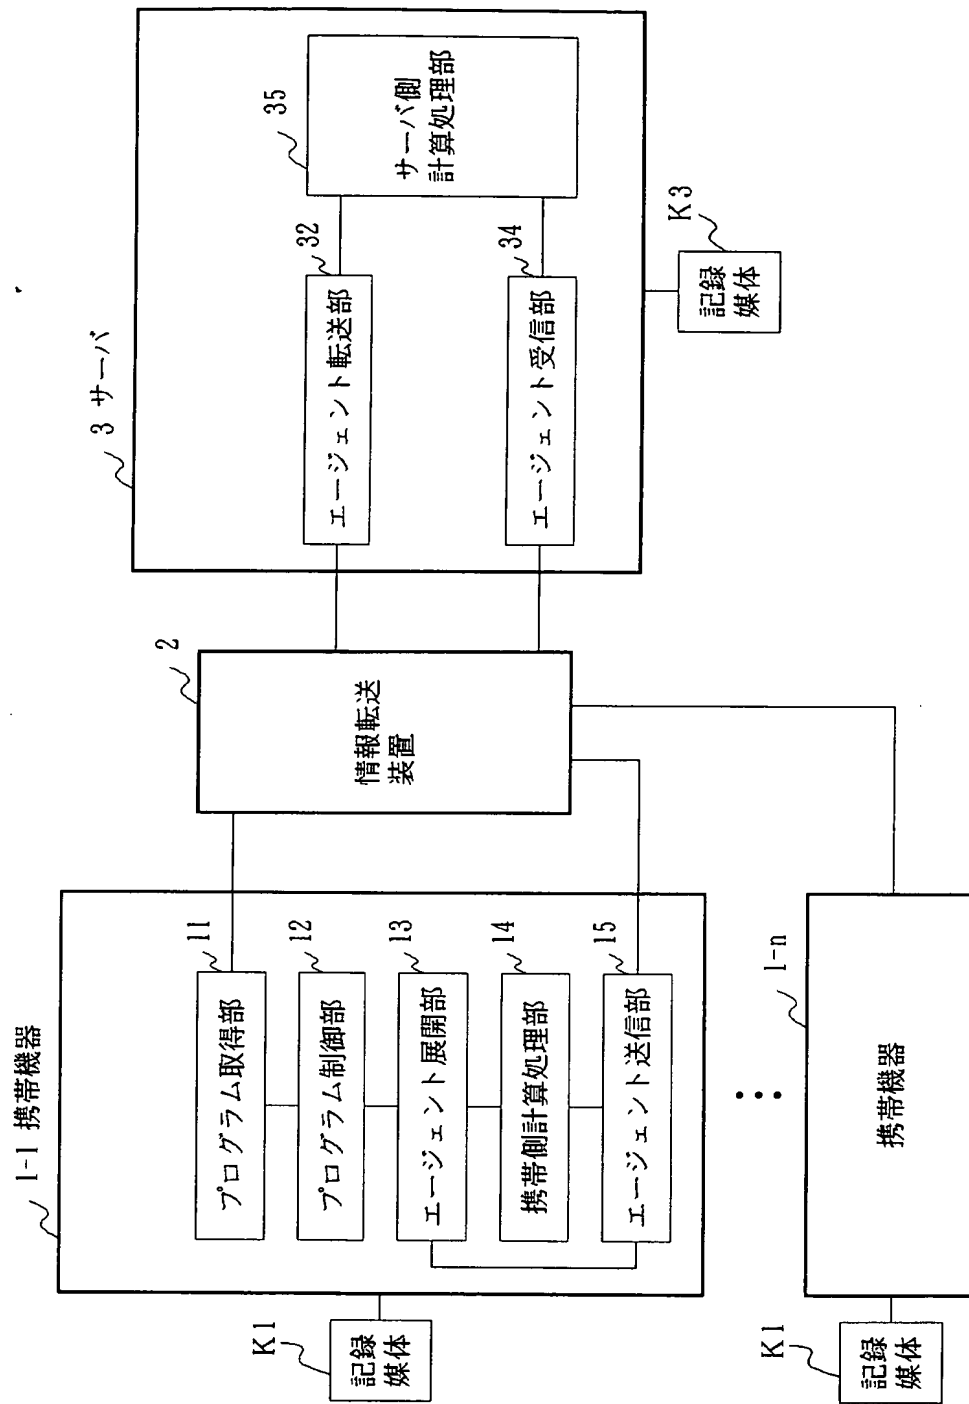 1-1 携帯機器
11
プログラム取得部
12
プログラム制御部
13
エージェント展開部
14
携帯側計算処理部
15
エージェント送信部
K1
記録
媒体
1-n
携帯機器
K1
記録
媒体
2
情報転送
装置
3 サーバ
32
エージェント転送部
34
エージェント受信部
35
サーバ側
計算処理部
K3
記録
媒体